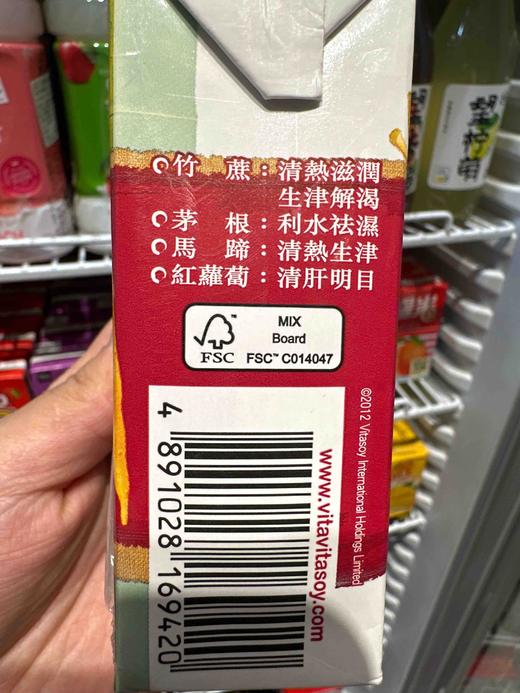 竹 蔗：清熱滋潤
生津解渴
茅 根：利水袪濕
馬 蹄：清熱生津
紅蘿蔔：清肝明目
FSC
MIX
Board
FSC™ C014047
©2012 Vitasoy International Holdings Limited
www.vitavitasoy.com
4 891028 169420